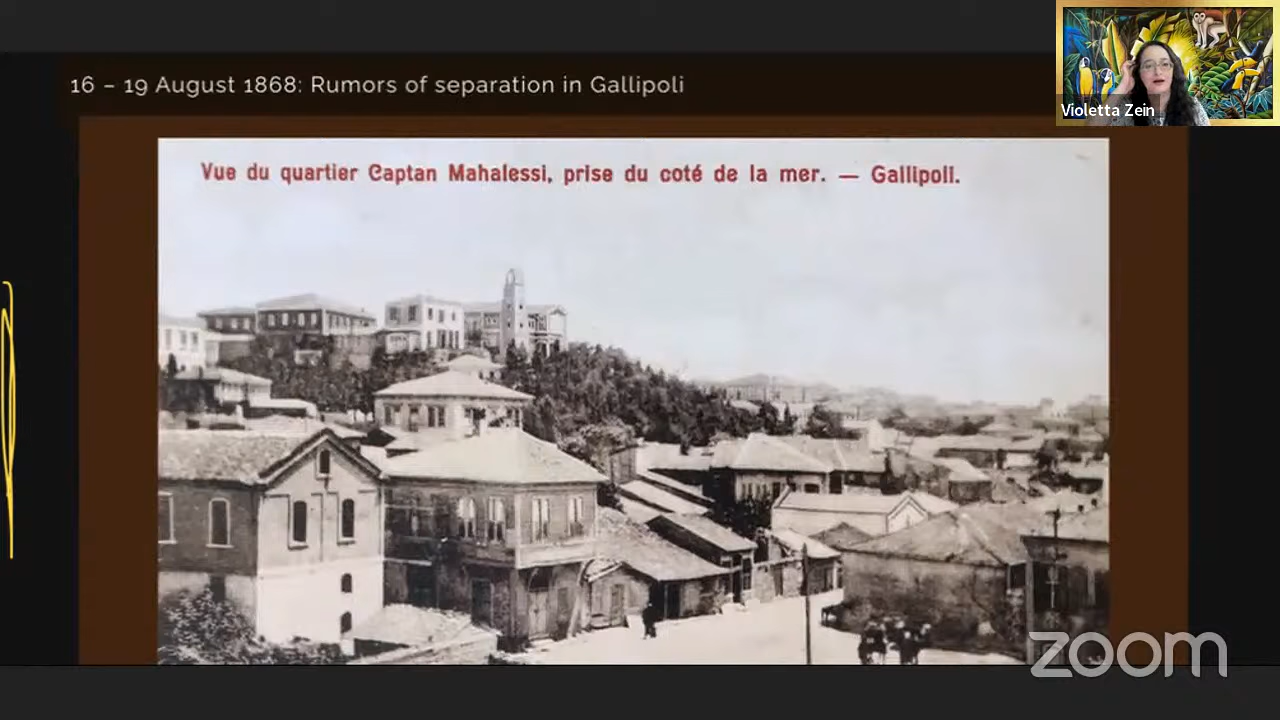 16 – 19 August 1868: Rumors of separation in Gallipoli
Violetta Zein
Vue du quartier Captan Mahalessi, prise du coté de la mer. — Gallipoli.
zoom